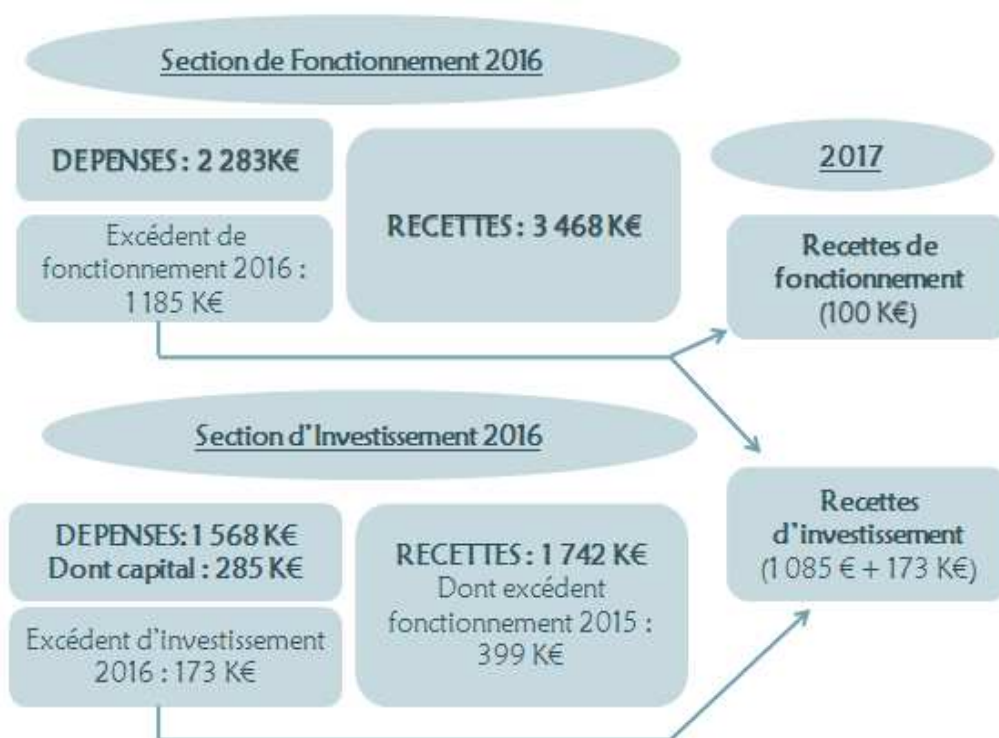 Section de Fonctionnement 2016
DEPENSES : 2 283K€
RECETTES : 3 468 K€
Excédent de
fonctionnement 2016 :
1185 K€
2017
Recettes de
fonctionnement
(100 K€)
Section d'Investissement 2016
DEPENSES: 1 568 K€
Dont capital : 285 K€
Excédent d'investissement
2016 : 173 K€
RECETTES : 1 742 K€
Dont excédent
fonctionnement 2015 :
399 K€
Recettes
d'investissement
(1 085 € + 173 K€)